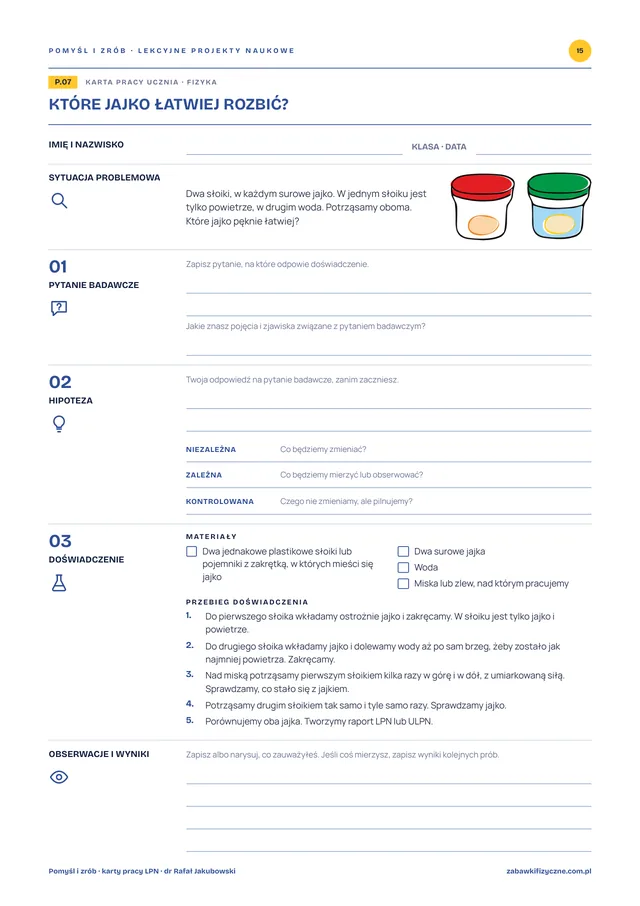 POMYŚL I ZRÓB · LEKCYJNE PROJEKTY NAUKOWE
15
P.07 KARTA PRACY UCZNIA · FIZYKA
KTÓRE JAJKO ŁATWIEJ ROZBIĆ?
IMIĘ I NAZWISKO
KLASA · DATA
SYTUACJA PROBLEMOWA
Dwa słoiki, w każdym surowe jajko. W jednym słoiku jest
tylko powietrze, w drugim woda. Potrząsamy oboma.
Które jajko pęknie łatwiej?
01
PYTANIE BADAWCZE
Zapisz pytanie, na które odpowie doświadczenie.
Jakie znasz pojęcia i zjawiska związane z pytaniem badawczym?
02
HIPOTEZA
Twoja odpowiedź na pytanie badawcze, zanim zaczniesz.
NIEZALEŻNA Co będziemy zmieniać?
ZALEŻNA Co będziemy mierzyć lub obserwować?
KONTROLOWANA Czego nie zmieniamy, ale pilnujemy?
03
DOŚWIADCZENIE
MATERIAŁY
Dwa jednakowe plastikowe słoiki lub
pojemniki z zakrętką, w których mieści się
jajko
Dwa surowe jajka
Woda
Miska lub zlew, nad którym pracujemy
PRZEBIEG DOŚWIADCZENIA
1. Do pierwszego słoika wkładamy ostrożnie jajko i zakręcamy. W słoiku jest tylko jajko i
powietrze.
2. Do drugiego słoika wkładamy jajko i dolewamy wody aż po sam brzeg, żeby zostało jak
najmniej powietrza. Zakręcamy.
3. Nad miską potrząsamy pierwszym słoikiem kilka razy w górę i w dół, z umiarkowaną siłą.
Sprawdzamy, co stało się z jajkiem.
4. Potrząsamy drugim słoikiem tak samo i tyle samo razy. Sprawdzamy jajko.
5. Porównujemy oba jajka. Tworzymy raport LPN lub ULPN.
OBSERWACJE I WYNIKI
Zapisz albo narysuj, co zauważyłeś. Jeśli coś mierzysz, zapisz wyniki kolejnych prób.
Pomyśl i zrób · karty pracy LPN · dr Rafał Jakubowski
zabawkifizyczne.com.pl